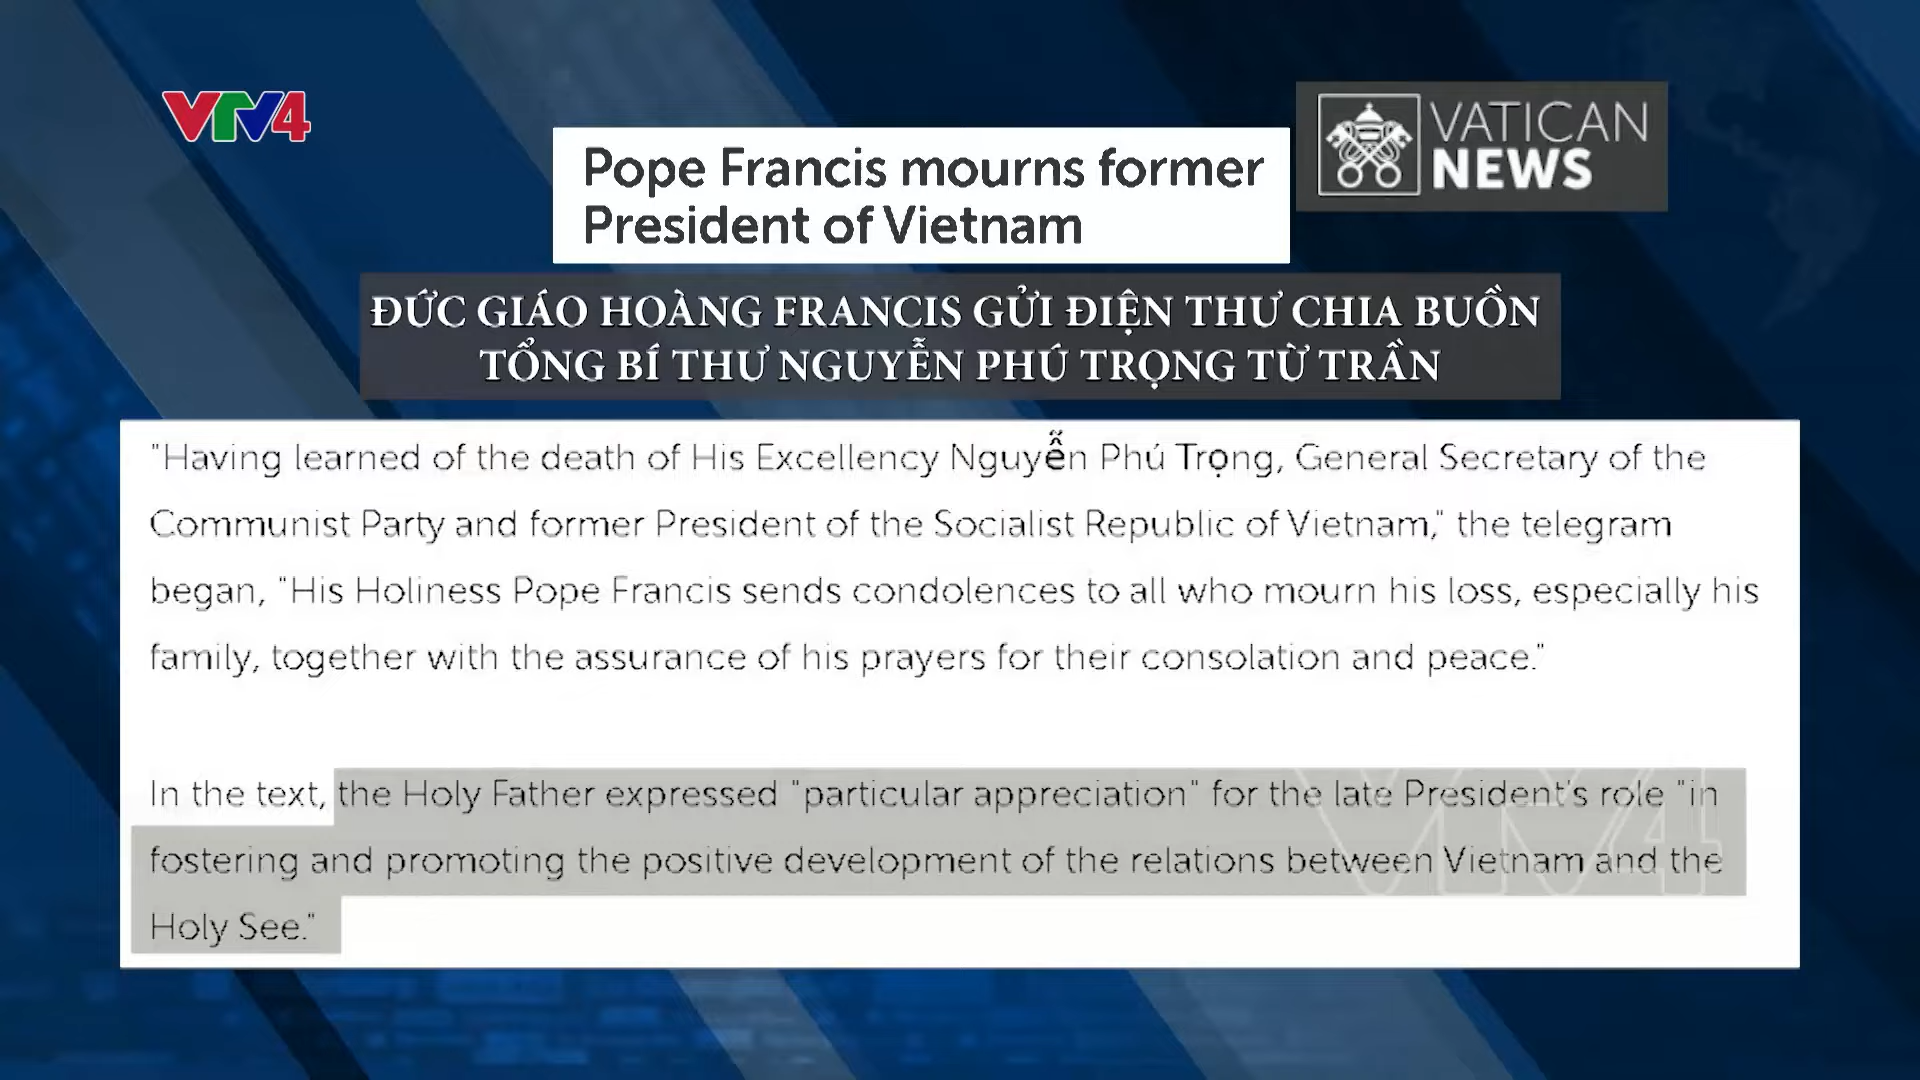 VTV4
VATICAN
NEWS
Pope Francis mourns former
President of Vietnam
ĐỨC GIÁO HOÀNG FRANCIS GỬI ĐIỆN THƯ CHIA BUỒN
TỔNG BÍ THƯ NGUYỄN PHÚ TRỌNG TỪ TRẦN
"Having learned of the death of His Excellency Nguyễn Phú Trọng, General Secretary of the
Communist Party and former President of the Socialist Republic of Vietnam," the telegram
began, "His Holiness Pope Francis sends condolences to all who mourn his loss, especially his
family, together with the assurance of his prayers for their consolation and peace."
In the text, the Holy Father expressed "particular appreciation" for the late President's role "in
fostering and promoting the positive development of the relations between Vietnam and the
Holy See."
VTV4